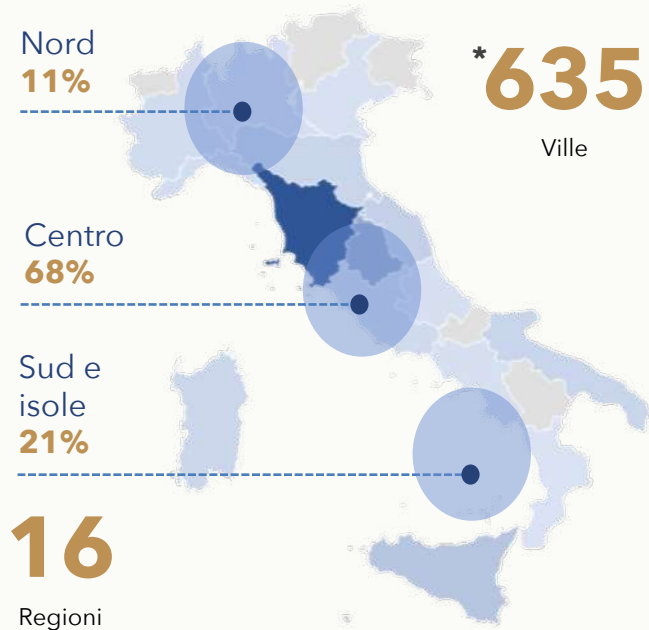 Nord
11%
*635
Ville
Centro
68%
Sud e
isole
21%
16
Regioni